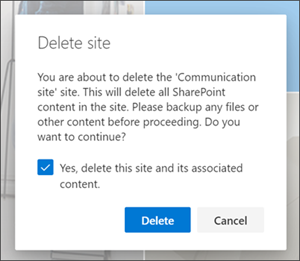 Delete site
You are about to delete the 'Communication
site' site. This will delete all SharePoint
content in the site. Please backup any files or
other content before proceeding. Do you
want to continue?
Yes, delete this site and its associated
content.
Delete
Cancel